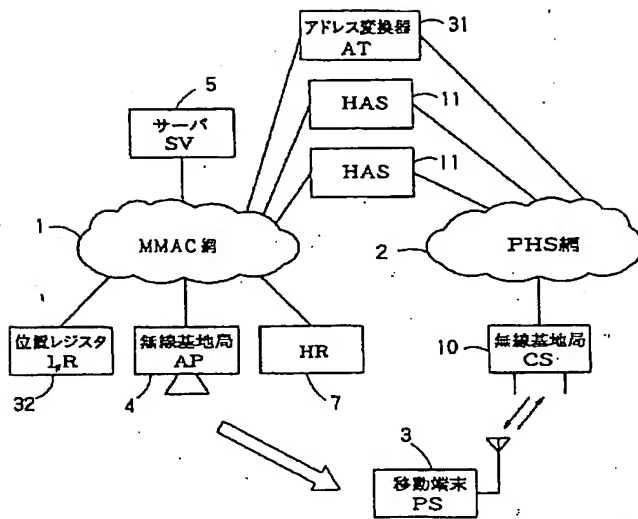 アドレス変換器
AT
31
5
HAS
11
サーバ
SV
HAS
11
1
MMAC網
2
PHS網
位置レジスタ
LR
32
無線基地局
AP
4
HR
7
10
無線基地局
CS
3
移動端末
PS